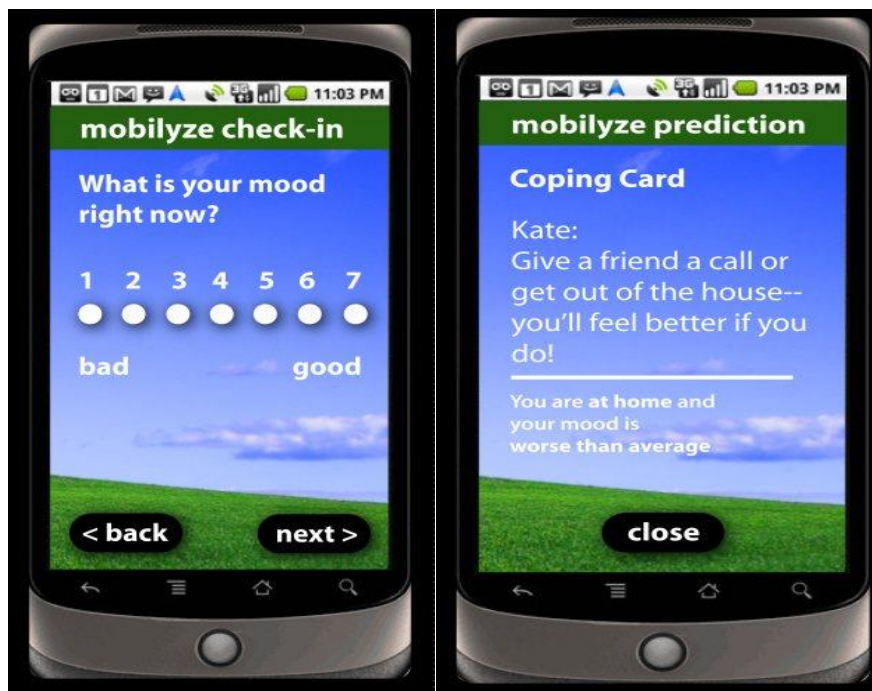 3G 11:03 PM
mobilyze check-in
What is your mood
right now?
1 2 3 4 5 6 7
bad good
< back next >
1 3G 11:03 PM
mobilyze prediction
Coping Card
Kate:
Give a friend a call or
get out of the house--
you'll feel better if you
do!
You are at home and
your mood is
worse than average
close